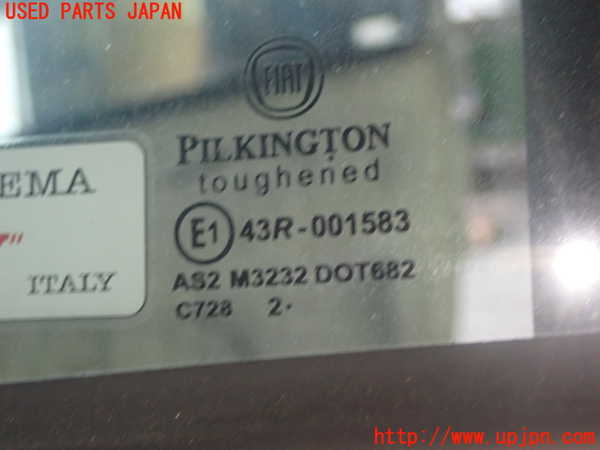 USED PARTS JAPAN
FIAT
PILKINGTON
toughened
EMA
E1 43R-001583
ITALY
AS2 M3232 DOT682
C728 2·
http://www.upjpn.com